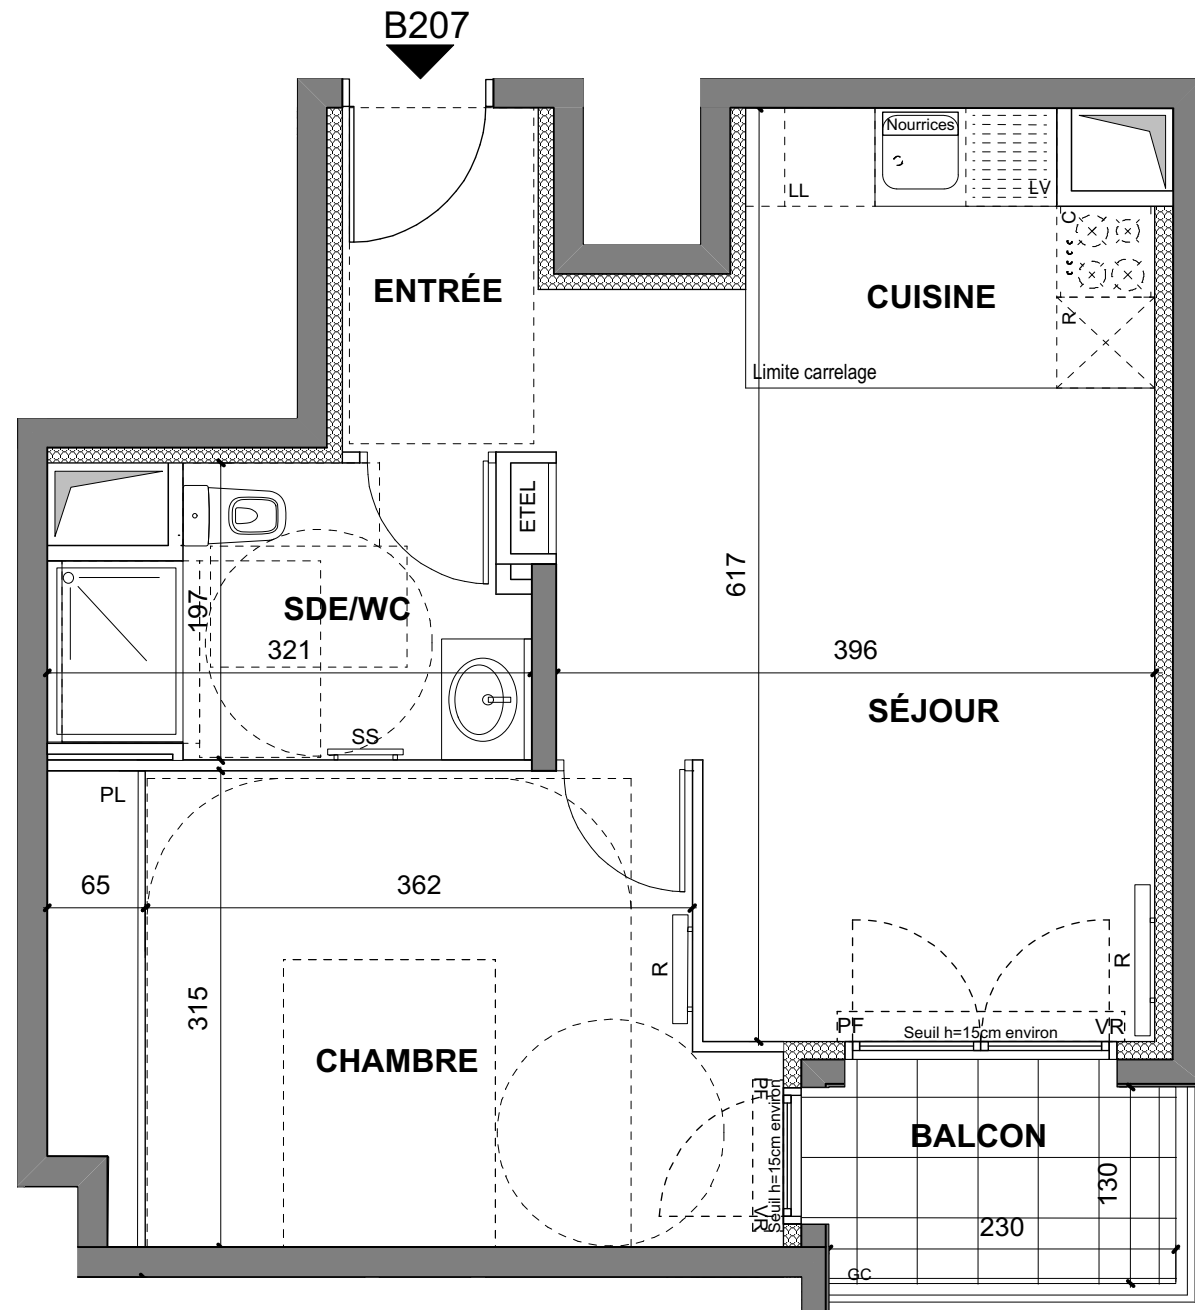 B207
Nourrices
LL
LV
C
ENTRÉE
CUISINE
R
Limite carrelage
ETEL
617
197
SDE/WC
321
396
SÉJOUR
SS
PL
65
362
R
R
315
PF
Seuil h=15cm environ
VR
CHAMBRE
PF
Seuil h=15cm environ
VR
BALCON
130
230
GC